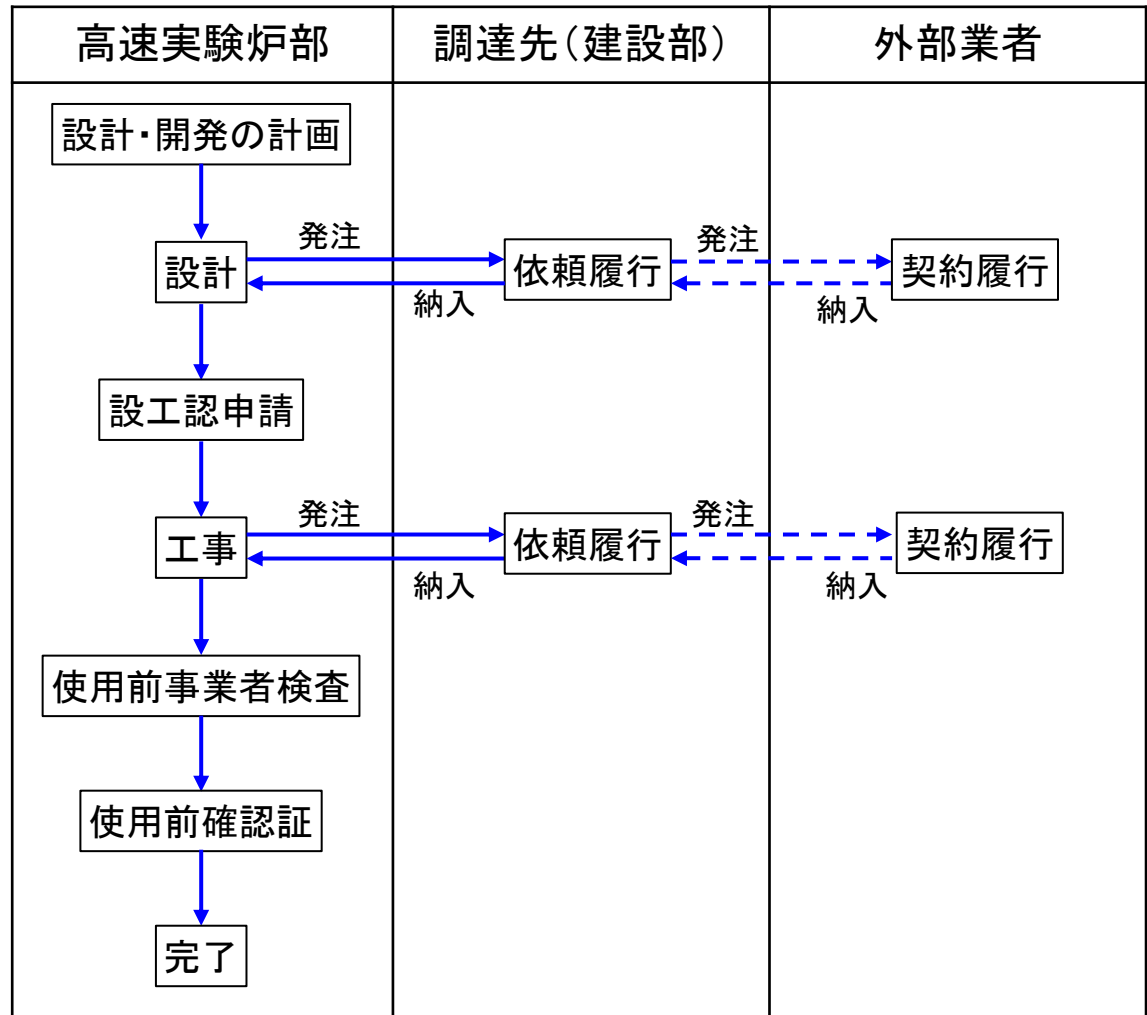 高速実験炉部
調達先(建設部)
外部業者
設計・開発の計画
設計
発注
納入
依頼履行
発注
納入
契約履行
設工認申請
工事
発注
納入
依頼履行
発注
納入
契約履行
使用前事業者検査
使用前確認証
完了